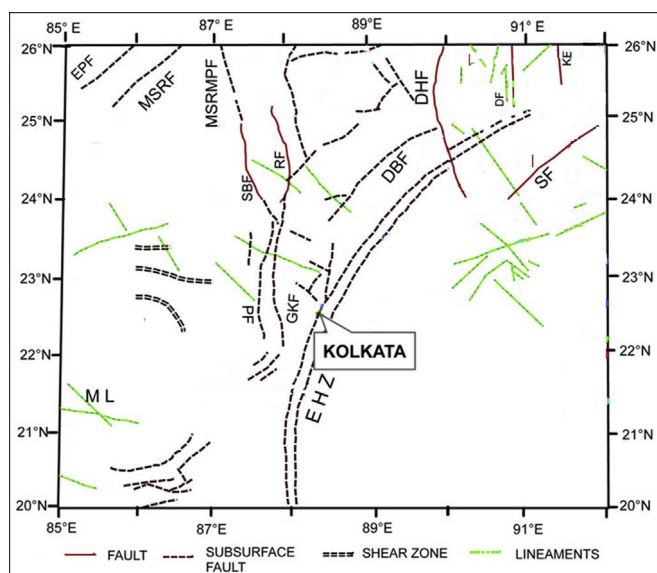 85°E 87°E 89°E 91°E
26°N 26°N
EPF
MSRF
MSRMPF
DHF
DF
KE
25°N 25°N
RF
SBF
DBF
SF
24°N 24°N
23°N 23°N
PF
GKF
KOLKATA
22°N 22°N
EHZ
ML
21°N 21°N
20°N 20°N
85°E 87°E 89°E 91°E
FAULT SUBSURFACE FAULT SHEAR ZONE LINEAMENTS